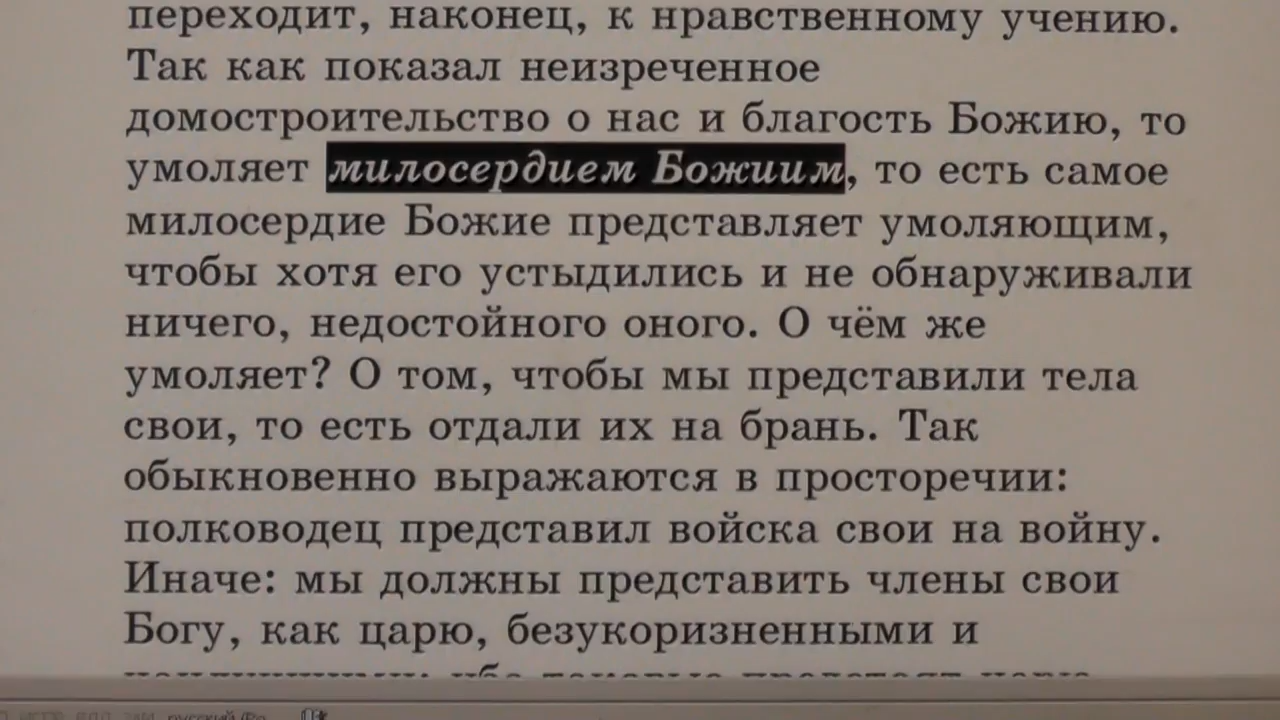 переходит, наконец, к нравственному учению.
Так как показал неизреченное
домостроительство о нас и благость Божию, то
умоляет милосердием Божиим, то есть самое
милосердие Божие представляет умоляющим,
чтобы хотя его устыдились и не обнаруживали
ничего, недостойного оного. О чём же
умоляет? О том, чтобы мы представили тела
свои, то есть отдали их на брань. Так
обыкновенно выражаются в просторечии:
полководец представил войска свои на войну.
Иначе: мы должны представить члены свои
Богу, как царю, безукоризненными и
русский